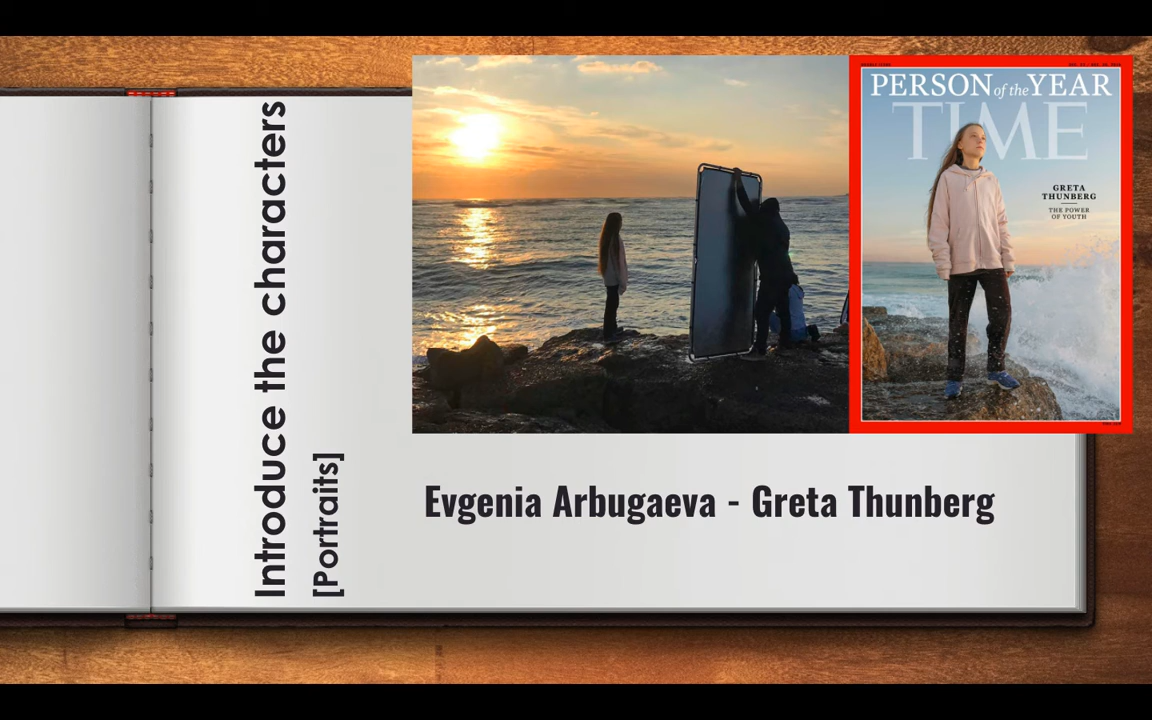 Introduce the characters
[Portraits]
PERSON of the YEAR
TIME
GRETA
THUNBERG
THE POWER
OF YOUTH
Evgenia Arbugaeva - Greta Thunberg